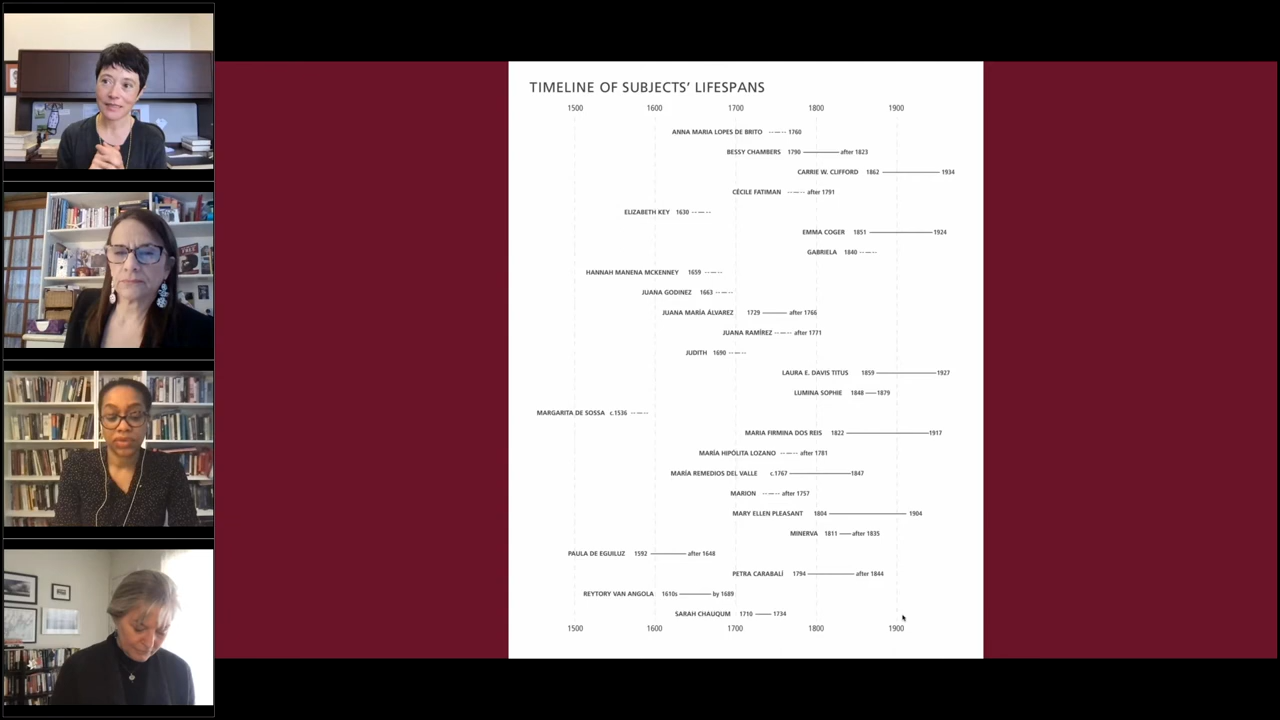 TIMELINE OF SUBJECTS' LIFESPANS
1500 1600 1700 1800 1900
ANNA MARIA LOPES DE BRITO 1760
BESSY CHAMBERS 1790 after 1823
CARRIE W. CLIFFORD 1862 1934
CÉCILE FATIMAN after 1791
ELIZABETH KEY 1630
EMMA COGER 1851 1924
GABRIELA 1840
HANNAH MANENA MCKENNEY 1659
JUANA GODINEZ 1663
JUANA MARÍA ÁLVAREZ 1729 after 1766
JUANA RAMÍREZ after 1771
JUDITH 1690
LAURA E. DAVIS TITUS 1859 1927
LUMINA SOPHIE 1848 1879
MARGARITA DE SOSSA c.1536
MARIA FIRMINA DOS REIS 1822 1917
MARÍA HIPÓLITA LOZANO after 1781
MARÍA REMEDIOS DEL VALLE c.1767 1847
MARION after 1757
MARY ELLEN PLEASANT 1804 1904
MINERVA 1811 after 1835
PAULA DE EGUILUZ 1592 after 1648
PETRA CARABALÍ 1794 after 1844
REYTORY VAN ANGOLA 1610s by 1689
SARAH CHAUQUM 1710 1734
1500 1600 1700 1800 1900